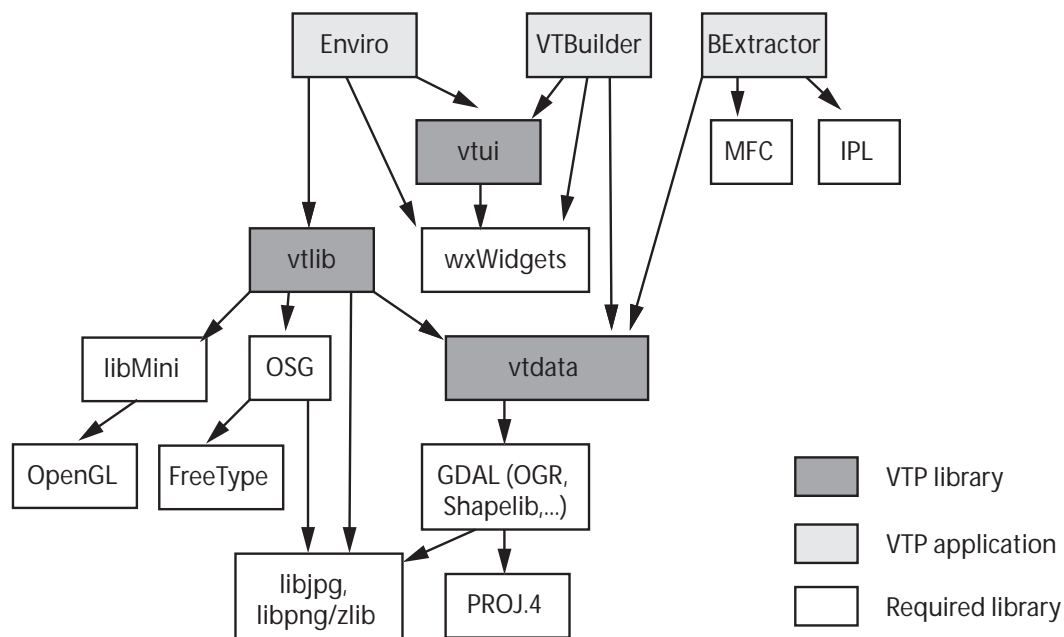 Enviro
VTBuilder
BExtractor
vtui
MFC
IPL
vtlib
wxWidgets
libMini
OSG
vtdata
OpenGL
FreeType
GDAL (OGR,
Shapelib,...)
VTP library
VTP application
libjpg,
libpng/zlib
PROJ.4
Required library